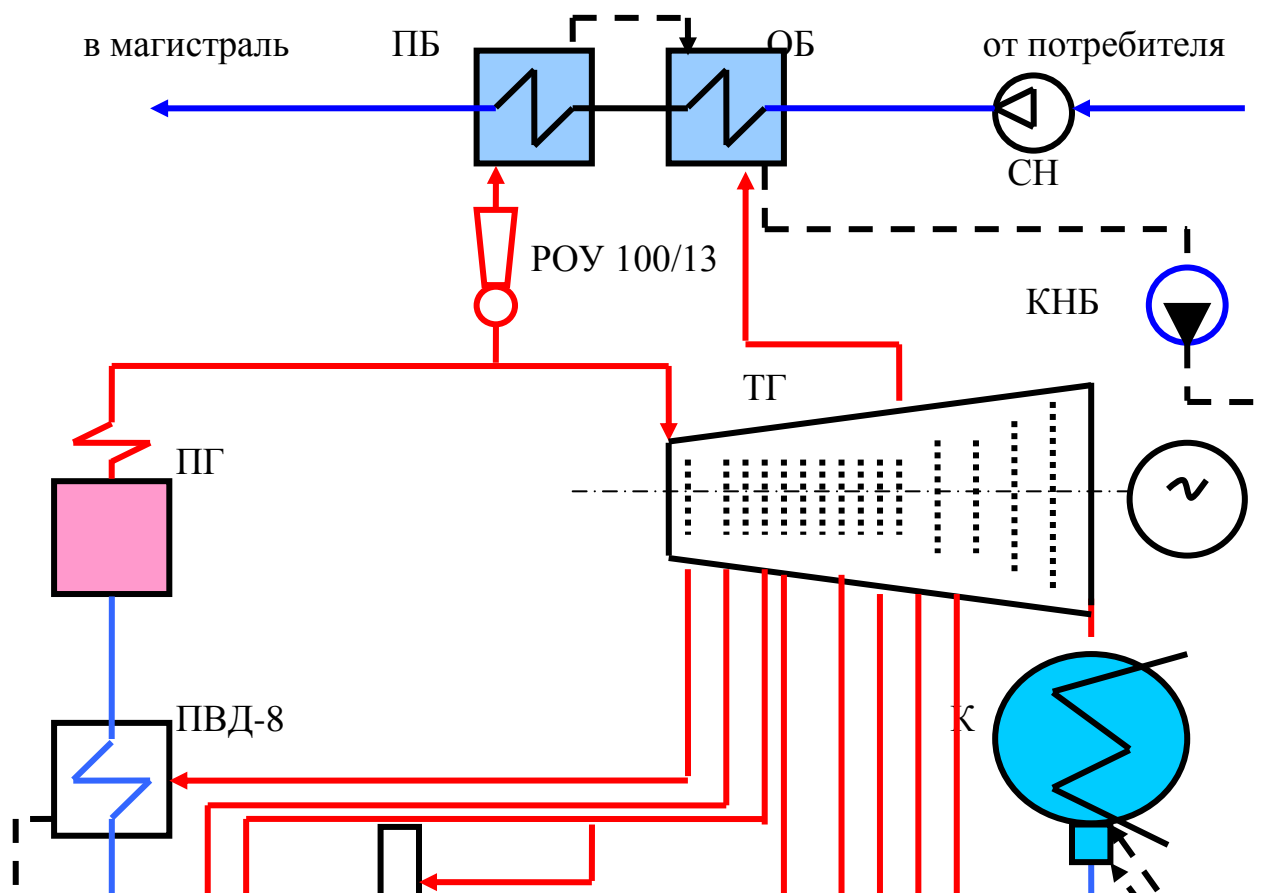 в магистраль
ПБ
ОБ
от потребителя
СН
РОУ 100/13
КНБ
ТГ
ПГ
ПВД-8
К